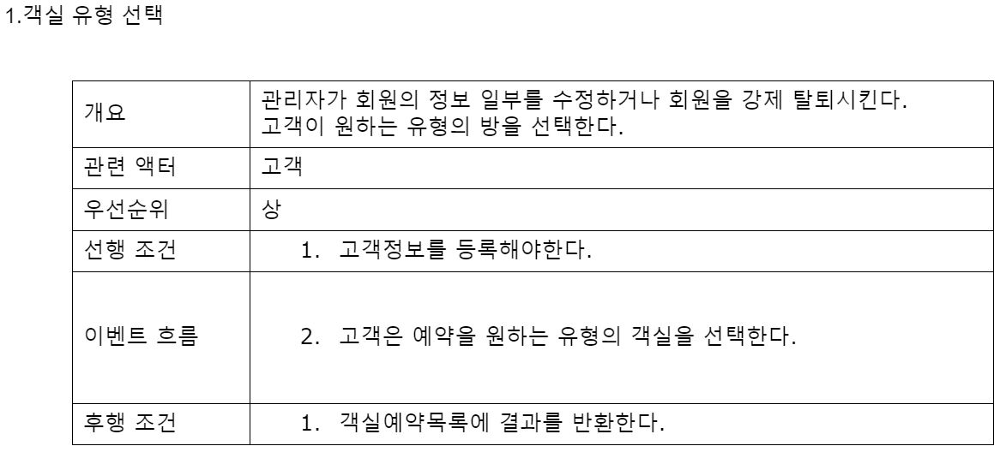 1.객실 유형 선택
개요
관리자가 회원의 정보 일부를 수정하거나 회원을 강제 탈퇴시킨다.
고객이 원하는 유형의 방을 선택한다.
관련 액터
고객
우선순위
상
선행 조건
1. 고객정보를 등록해야한다.
이벤트 흐름
2. 고객은 예약을 원하는 유형의 객실을 선택한다.
후행 조건
1. 객실예약목록에 결과를 반환한다.